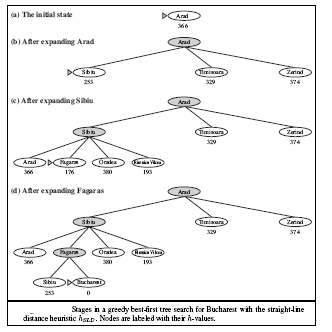 (a) The initial state
Arad
366
(b) After expanding Arad
Arad
Sibiu
Timisoara
Zerind
253
329
374
(c) After expanding Sibiu
Arad
Sibiu
Timisoara
Zerind
329
374
Arad
Fagaras
Oradea
Rimnicu Vilcea
366
176
380
193
(d) After expanding Fagaras
Arad
Sibiu
Timisoara
Zerind
329
374
Arad
Fagaras
Oradea
Rimnicu Vilcea
366
380
193
Sibiu
Bucharest
253
0
Stages in a greedy best-first tree search for Bucharest with the straight-line
distance heuristic hSLD. Nodes are labeled with their h-values.